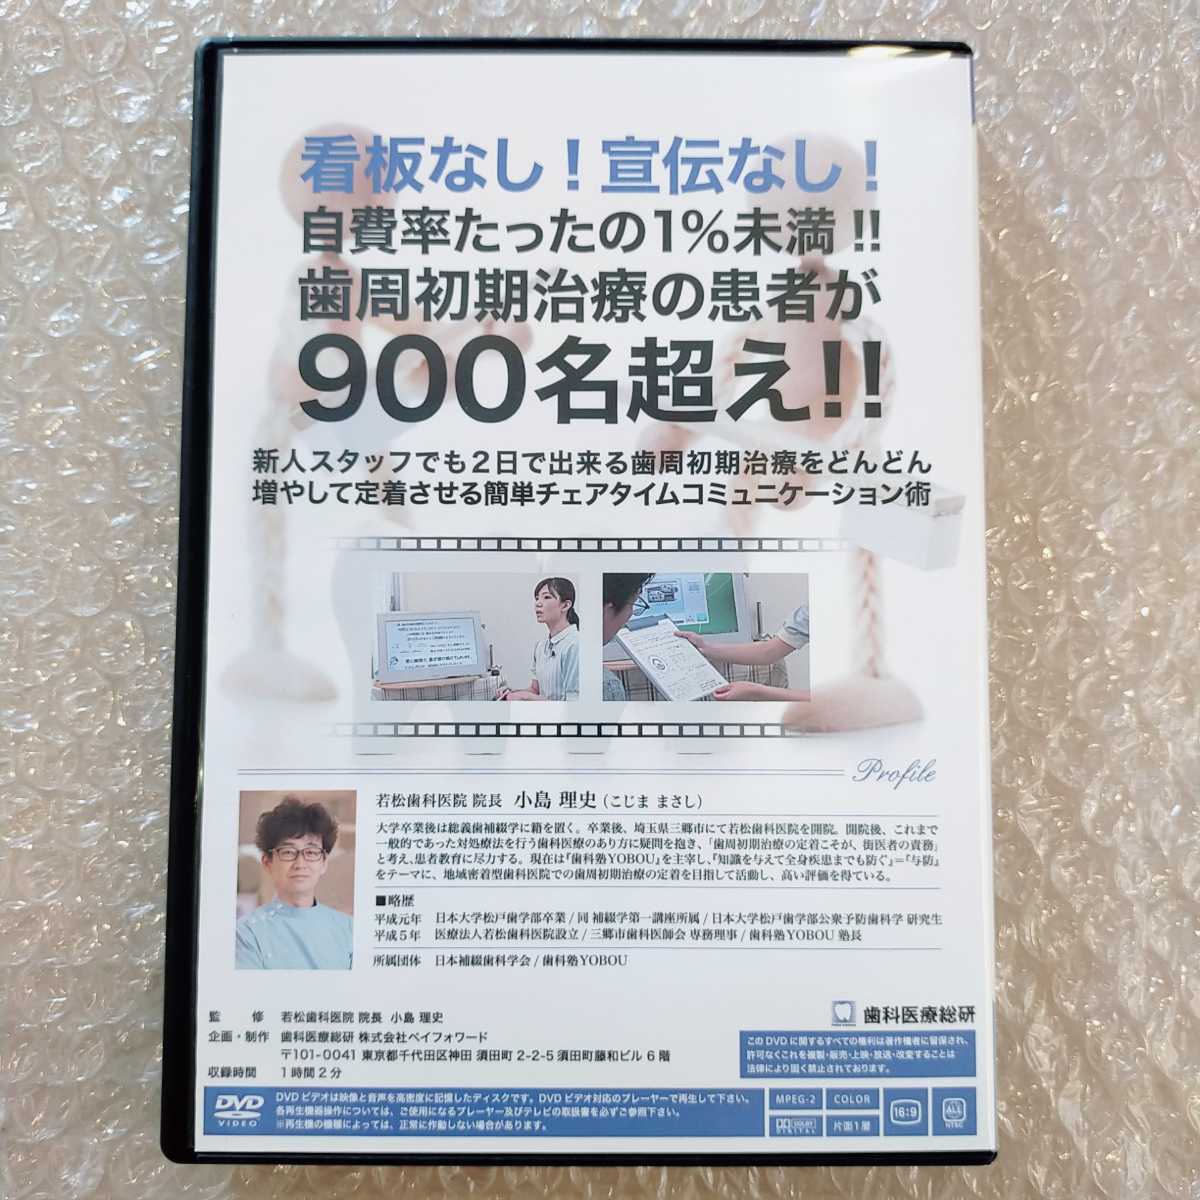 看板なし！宣伝なし！
自費率たったの1％未満!!
歯周初期治療の患者が
900名超え!!
新人スタッフでも2日で出来る歯周初期治療をどんどん
増やして定着させる簡単チェアタイムコミュニケーション術
Profile
若松歯科医院 院長 小島 理史（こじま まさし）
大学卒業後は総義歯補綴学に籍を置く。卒業後、埼玉県三郷市にて若松歯科医院を開院。開院後、これまで
一般的であった対処療法を行う歯科医療のあり方に疑問を抱き、「歯周初期治療の定着こそが、街医者の責務」
と考え、患者教育に尽力する。現在は『歯科塾YOBOU』を主宰し、『知識を与えて全身疾患までも防ぐ』＝『与防』
をテーマに、地域密着型歯科医院での歯周初期治療の定着を目指して活動し、高い評価を得ている。
■略歴
平成元年 日本大学松戸歯学部卒業/同 補綴学第一講座所属/日本大学松戸歯学部公衆予防歯科学 研究生
平成5年 医療法人若松歯科医院設立/三郷市歯科医師会 専務理事/歯科塾YOBOU 塾長
所属団体 日本補綴歯科学会/歯科塾YOBOU
監修 若松歯科医院 院長 小島 理史
企画・制作 歯科医療総研 株式会社ベイフォワード
〒101-0041 東京都千代田区神田 須田町 2-2-5 須田町藤和ビル 6 階
収録時間 1時間2分
歯科医療総研
このDVDに関するすべての権利は著作権者に留保され、
許可なくこれを複製・販売・上映・放送・改変することは
法律により固く禁止されております。
DVD VIDEO
DVDビデオは映像と音声を高密度に記憶したディスクです。DVDビデオ対応のプレーヤーで再生して下さい。
各再生機器操作については、ご使用になるプレーヤー及びテレビの取扱書を必ずご参照下さい。
※再生機の機種によっては、正常に作動しない場合があります。
MPEG-2 COLOR
DOLBY DIGITAL 片面1層
16:9
ALL NTSC